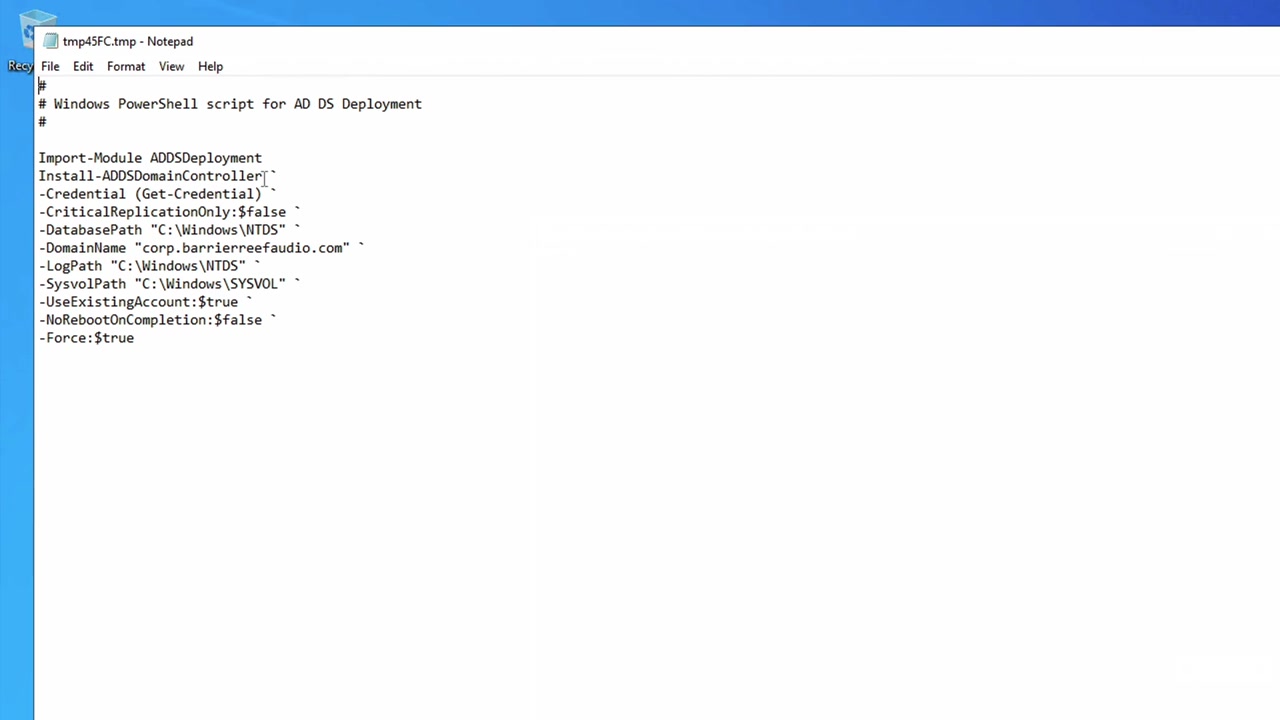 tmp45FC.tmp - Notepad
Recy
File Edit Format View Help
#
# Windows PowerShell script for AD DS Deployment
#
Import-Module ADDSDeployment
Install-ADDSDomainController `
-Credential (Get-Credential) `
-CriticalReplicationOnly:$false `
-DatabasePath "C:\Windows\NTDS" `
-DomainName "corp.barrierreefaudio.com" `
-LogPath "C:\Windows\NTDS" `
-SysvolPath "C:\Windows\SYSVOL" `
-UseExistingAccount:$true `
-NoRebootOnCompletion:$false `
-Force:$true